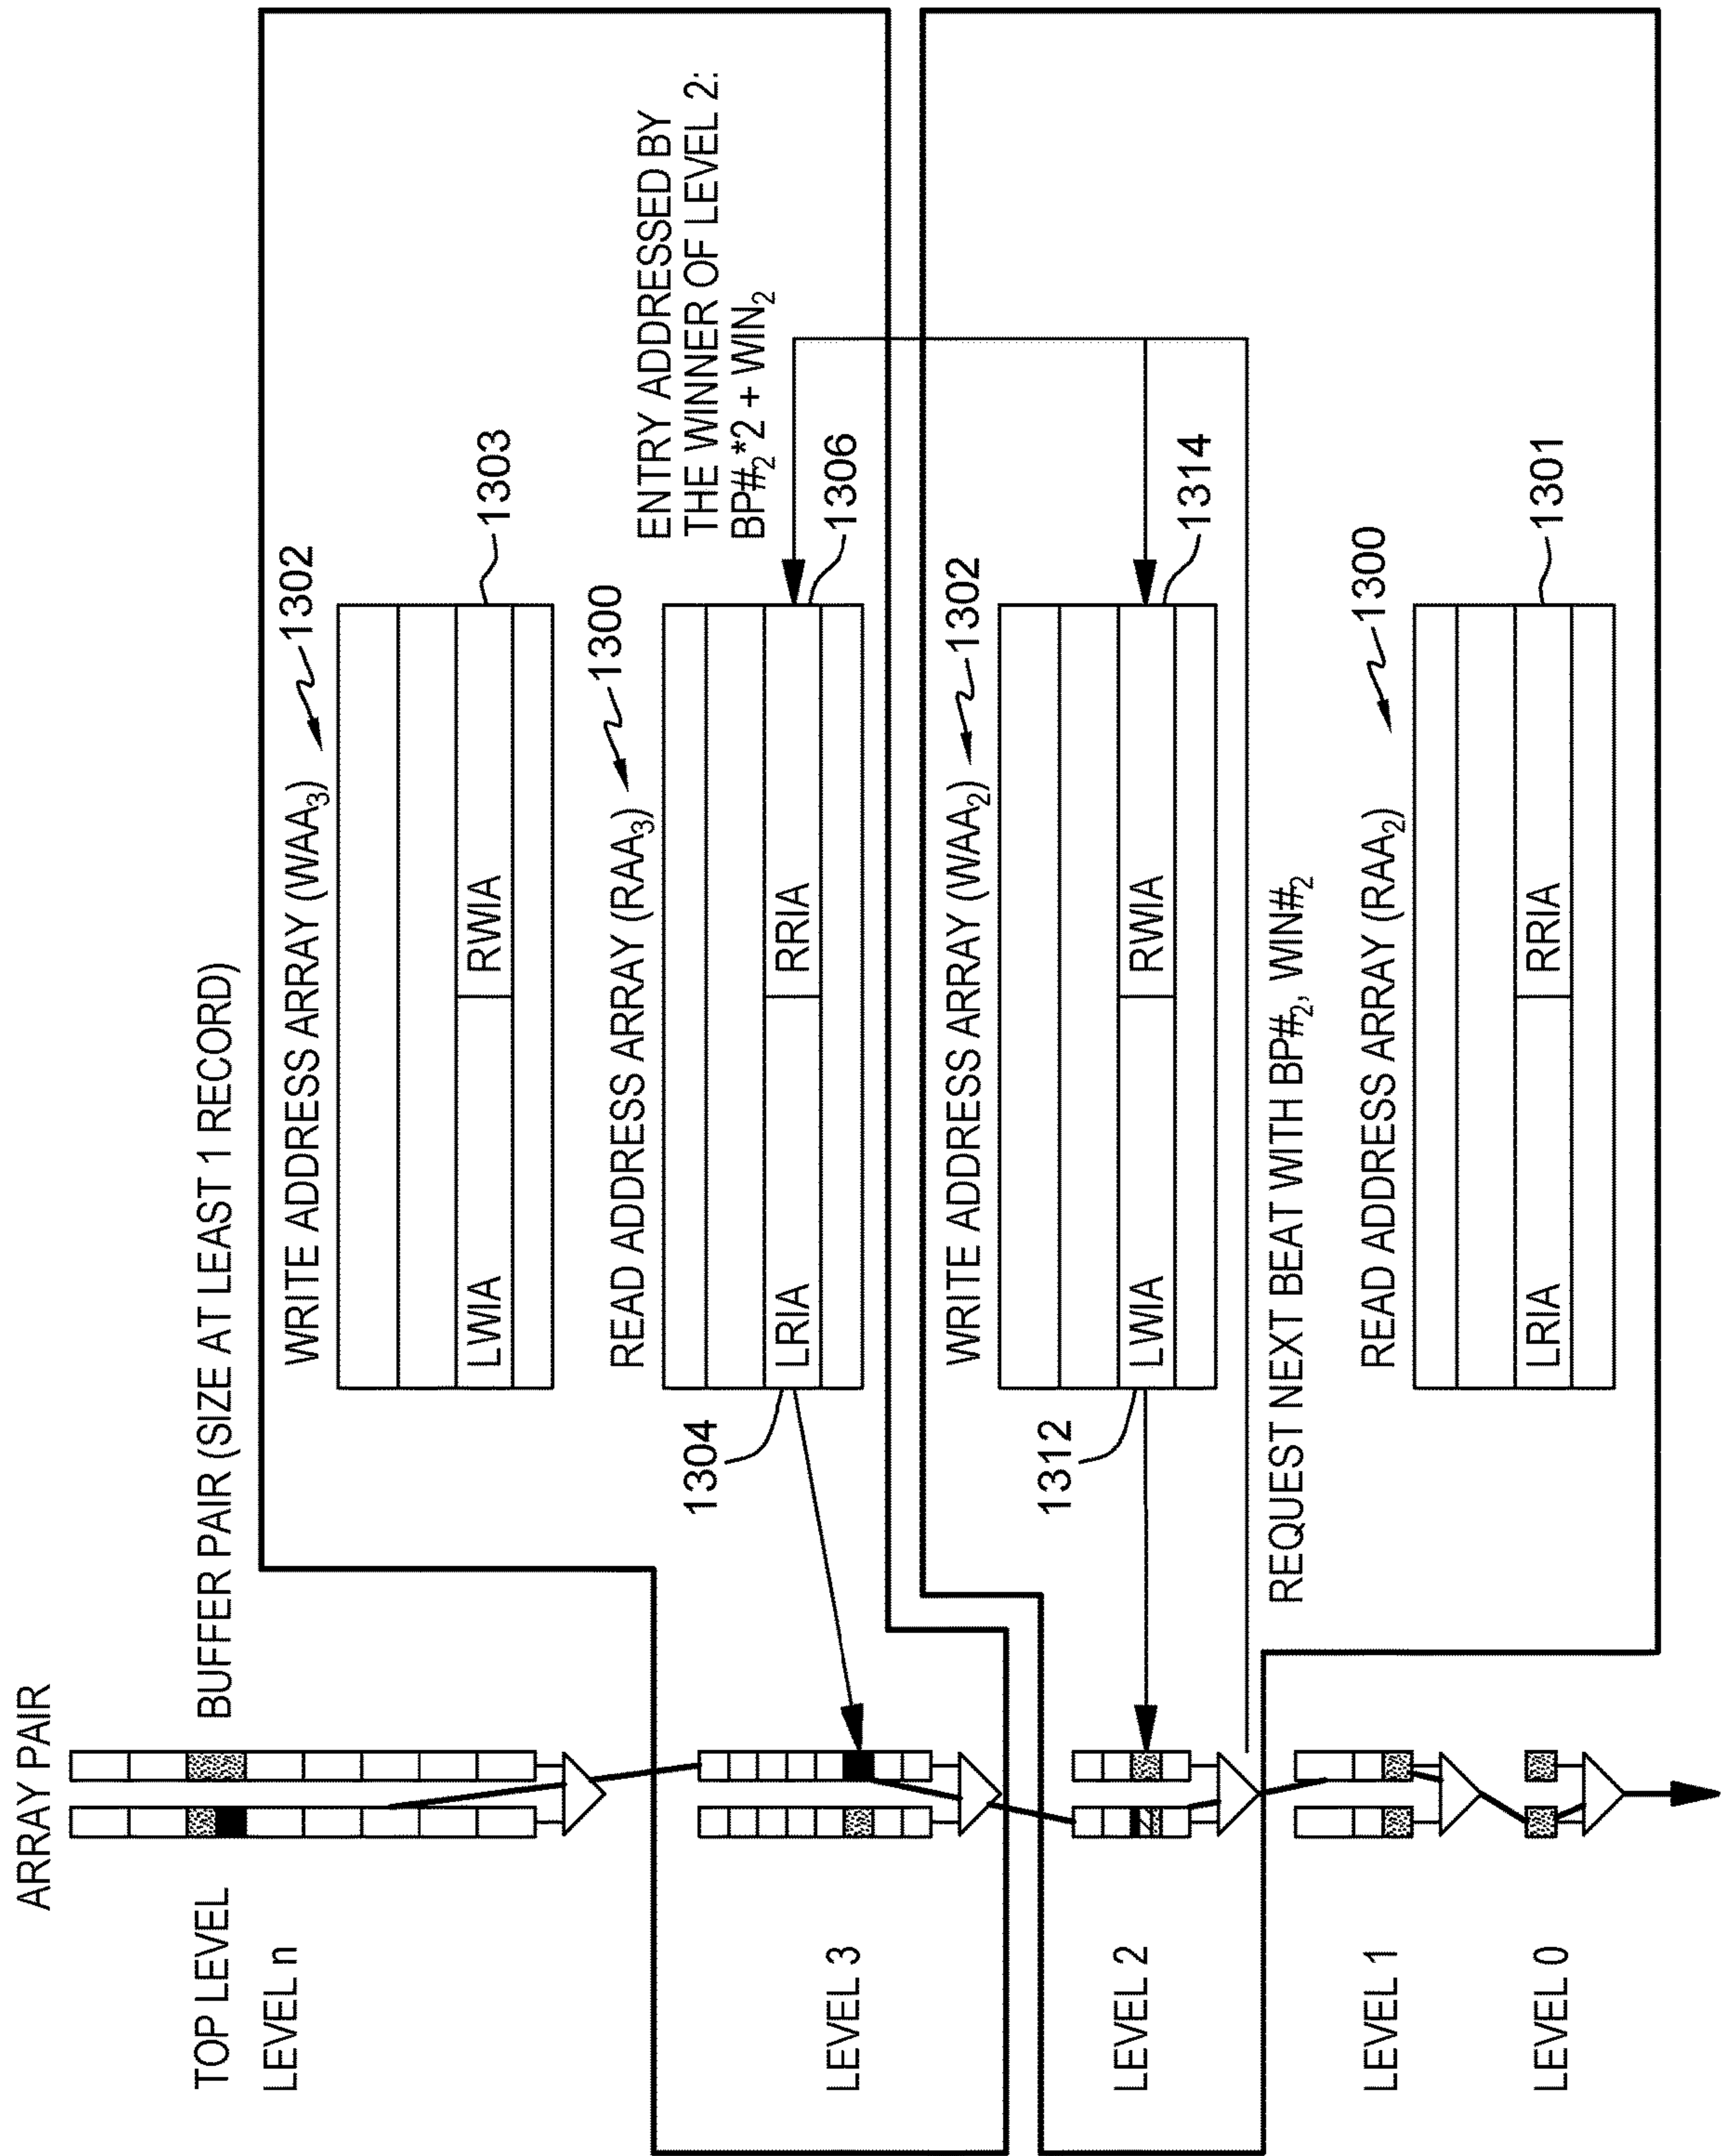 ARRAY PAIR
TOP LEVEL
LEVEL n
BUFFER PAIR (SIZE AT LEAST 1 RECORD)
WRITE ADDRESS ARRAY (WAA3)
1302
LWIA
RWIA
1303
READ ADDRESS ARRAY (RAA3)
1300
LEVEL 3
1304
LRIA
RRIA
1306
ENTRY ADDRESSED BY
THE WINNER OF LEVEL 2:
BP#2*2 + WIN2
WRITE ADDRESS ARRAY (WAA2)
1302
LEVEL 2
1312
LWIA
RWIA
1314
REQUEST NEXT BEAT WITH BP#2, WIN#2
READ ADDRESS ARRAY (RAA2)
1300
LEVEL 1
LRIA
RRIA
1301
LEVEL 0